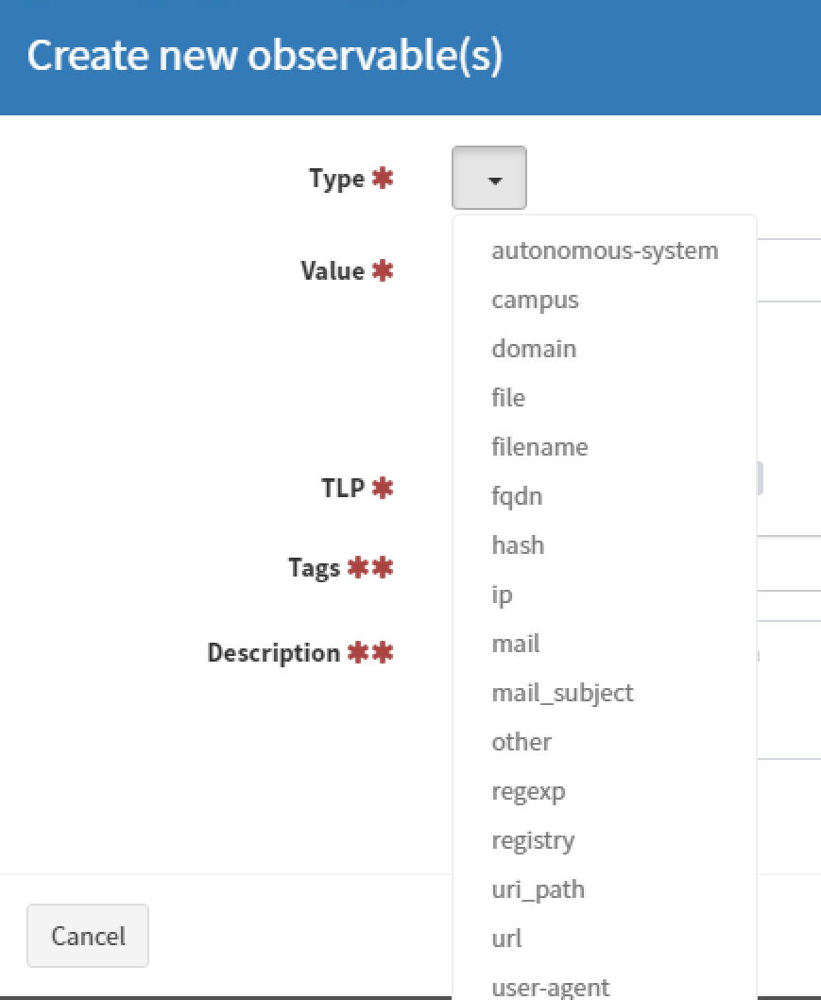 Create new observable(s)
Type ✱
autonomous-system
Value ✱
campus
domain
file
filename
TLP ✱
fqdn
hash
Tags ✱✱
ip
mail
Description ✱✱
mail_subject
other
regexp
registry
uri_path
url
Cancel
user-agent